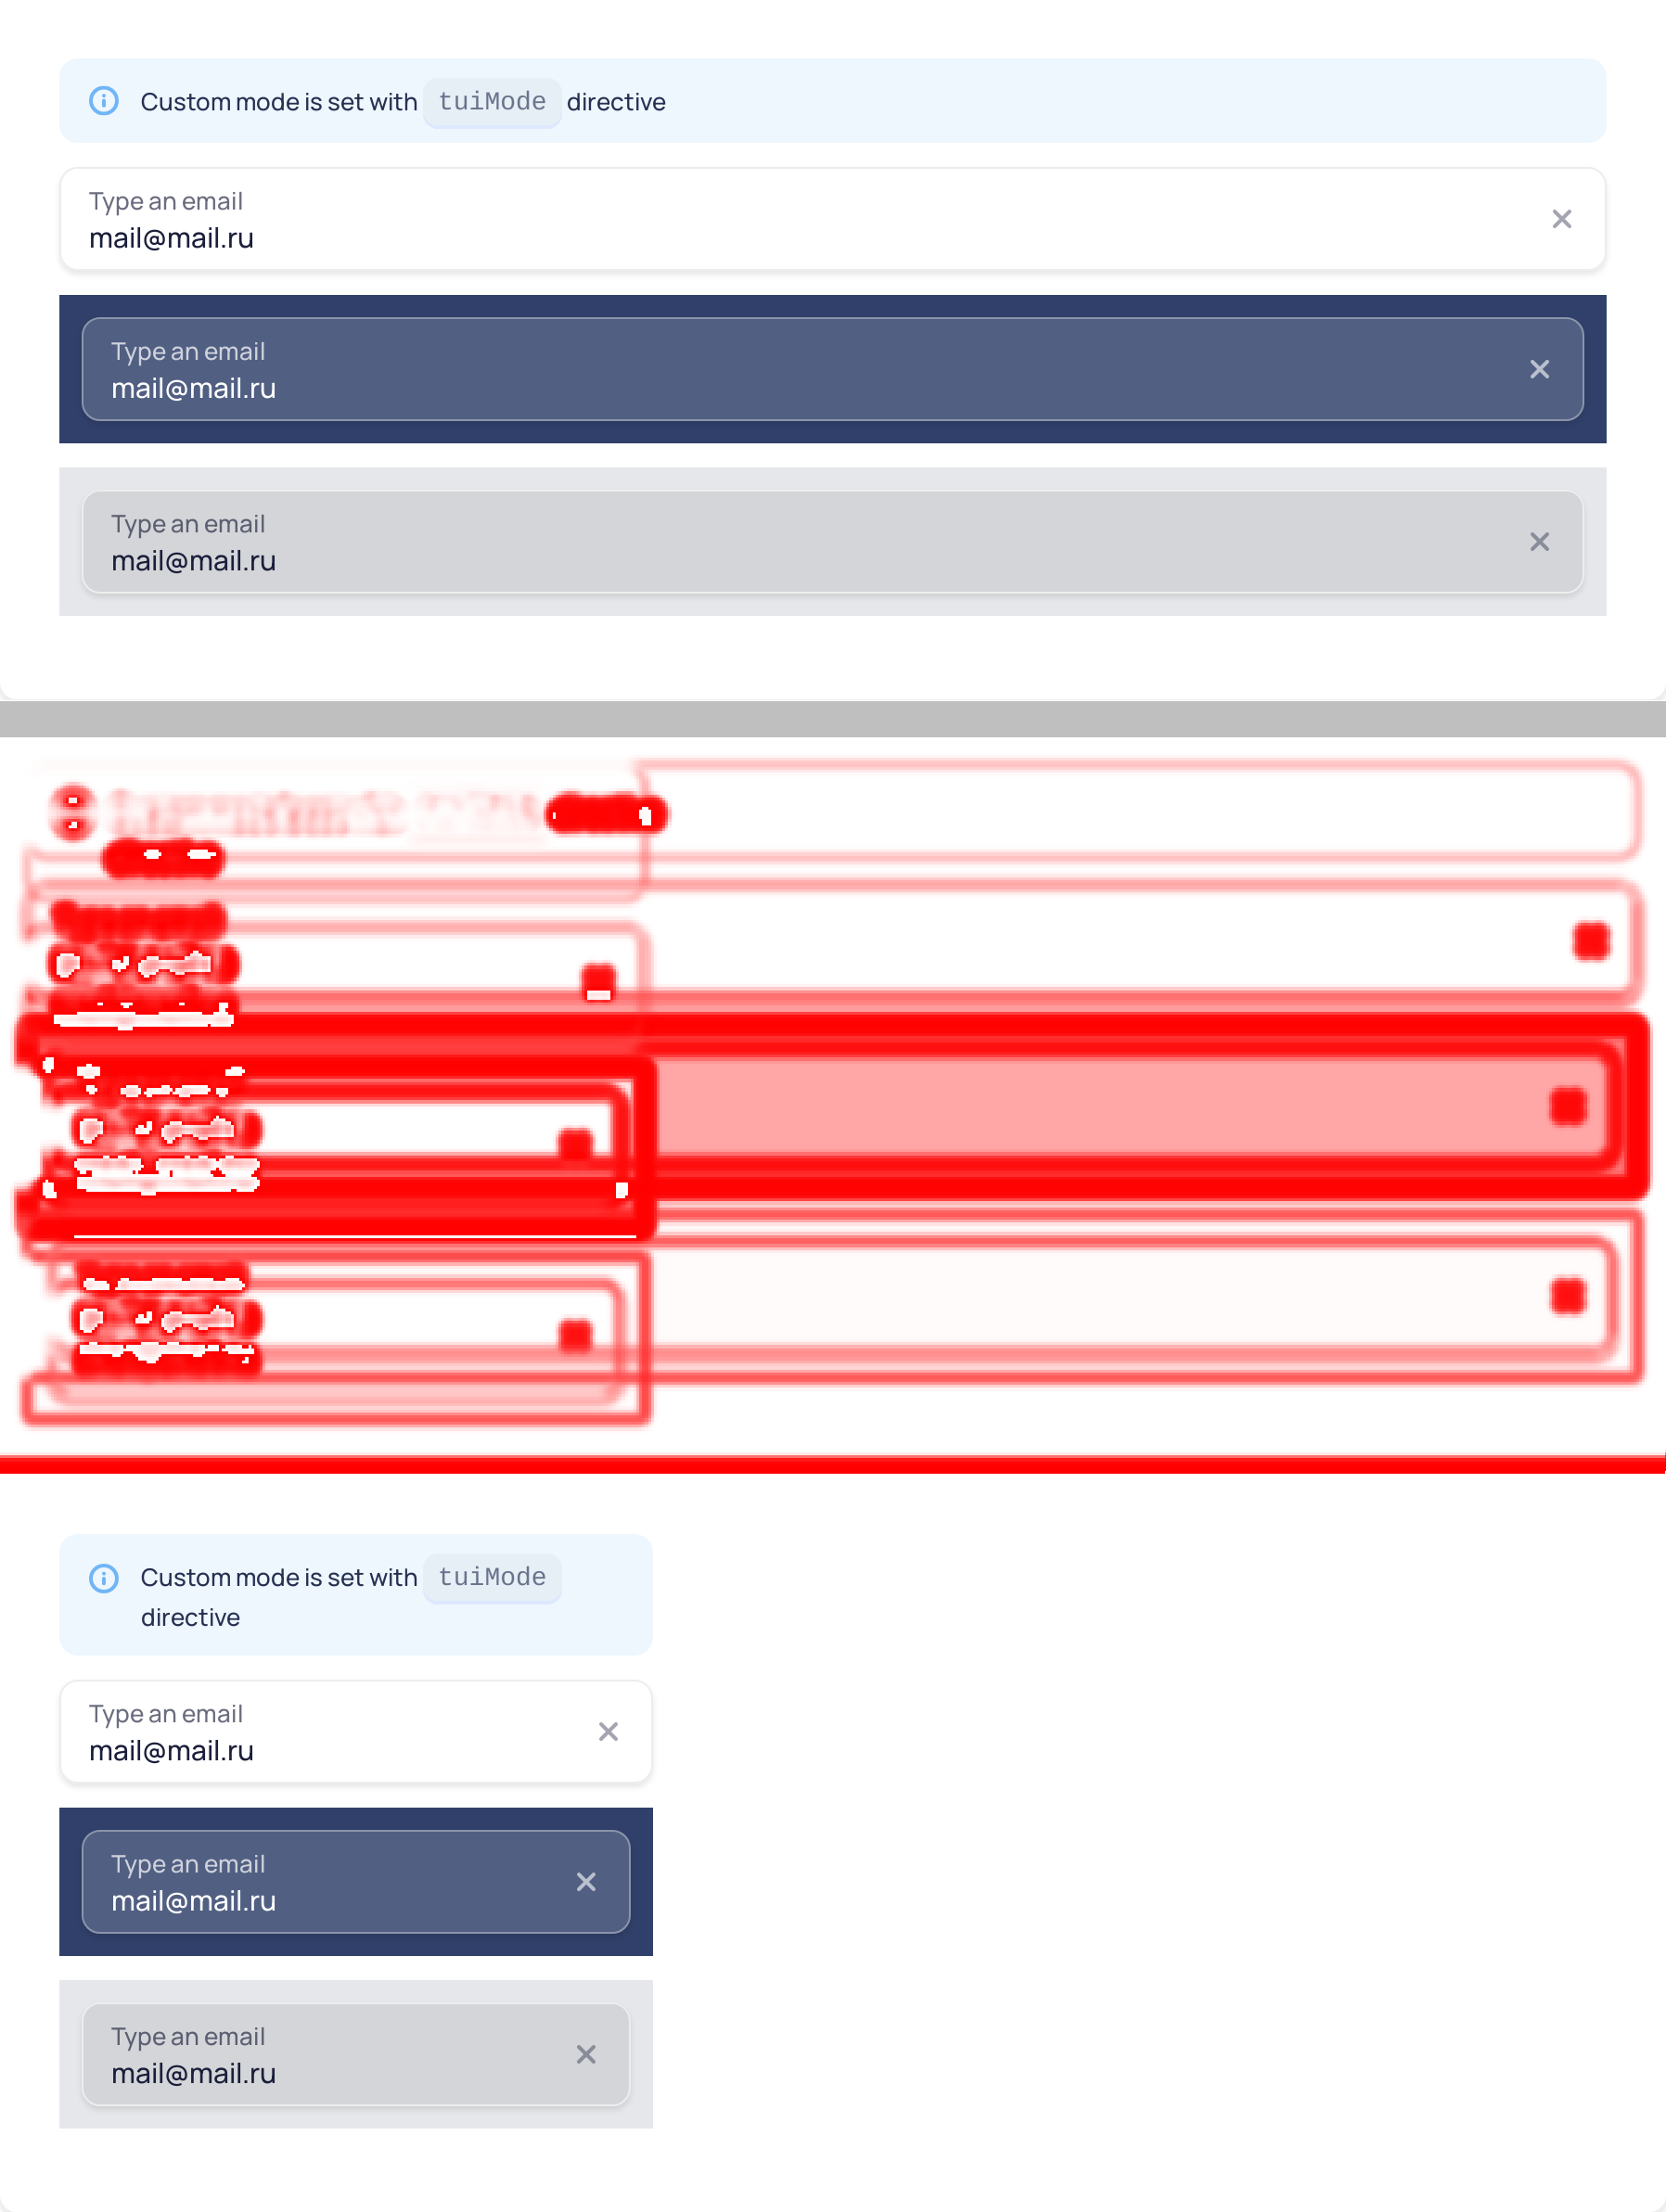 Custom mode is set with tuiMode directive
Type an email
mail@mail.ru
Type an email
mail@mail.ru
Type an email
mail@mail.ru
Custom mode is set with tuiMode
directive
Type an email
mail@mail.ru
Type an email
mail@mail.ru
Type an email
mail@mail.ru